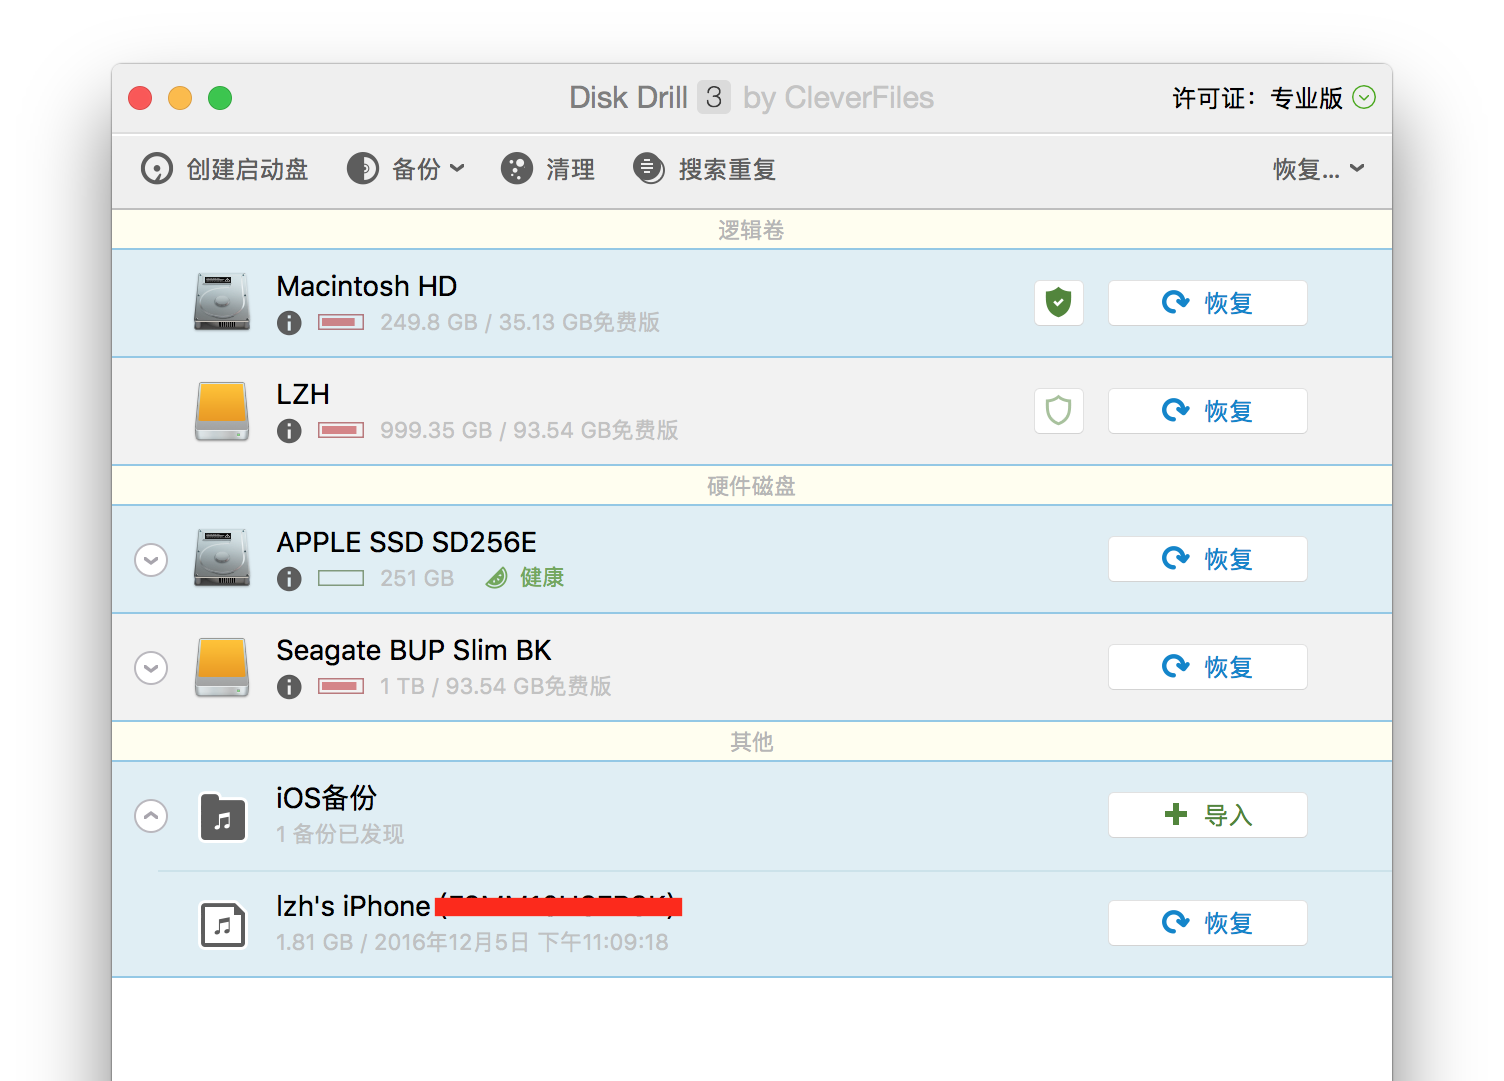 Disk Drill 3 by CleverFiles
许可证：专业版
创建启动盘 备份 清理 搜索重复 恢复...
逻辑卷
Macintosh HD
249.8 GB / 35.13 GB免费版
恢复
LZH
999.35 GB / 93.54 GB免费版
恢复
硬件磁盘
APPLE SSD SD256E
251 GB 健康
恢复
Seagate BUP Slim BK
1 TB / 93.54 GB免费版
恢复
其他
iOS备份
1 备份已发现
导入
lzh's iPhone
1.81 GB / 2016年12月5日 下午11:09:18
恢复